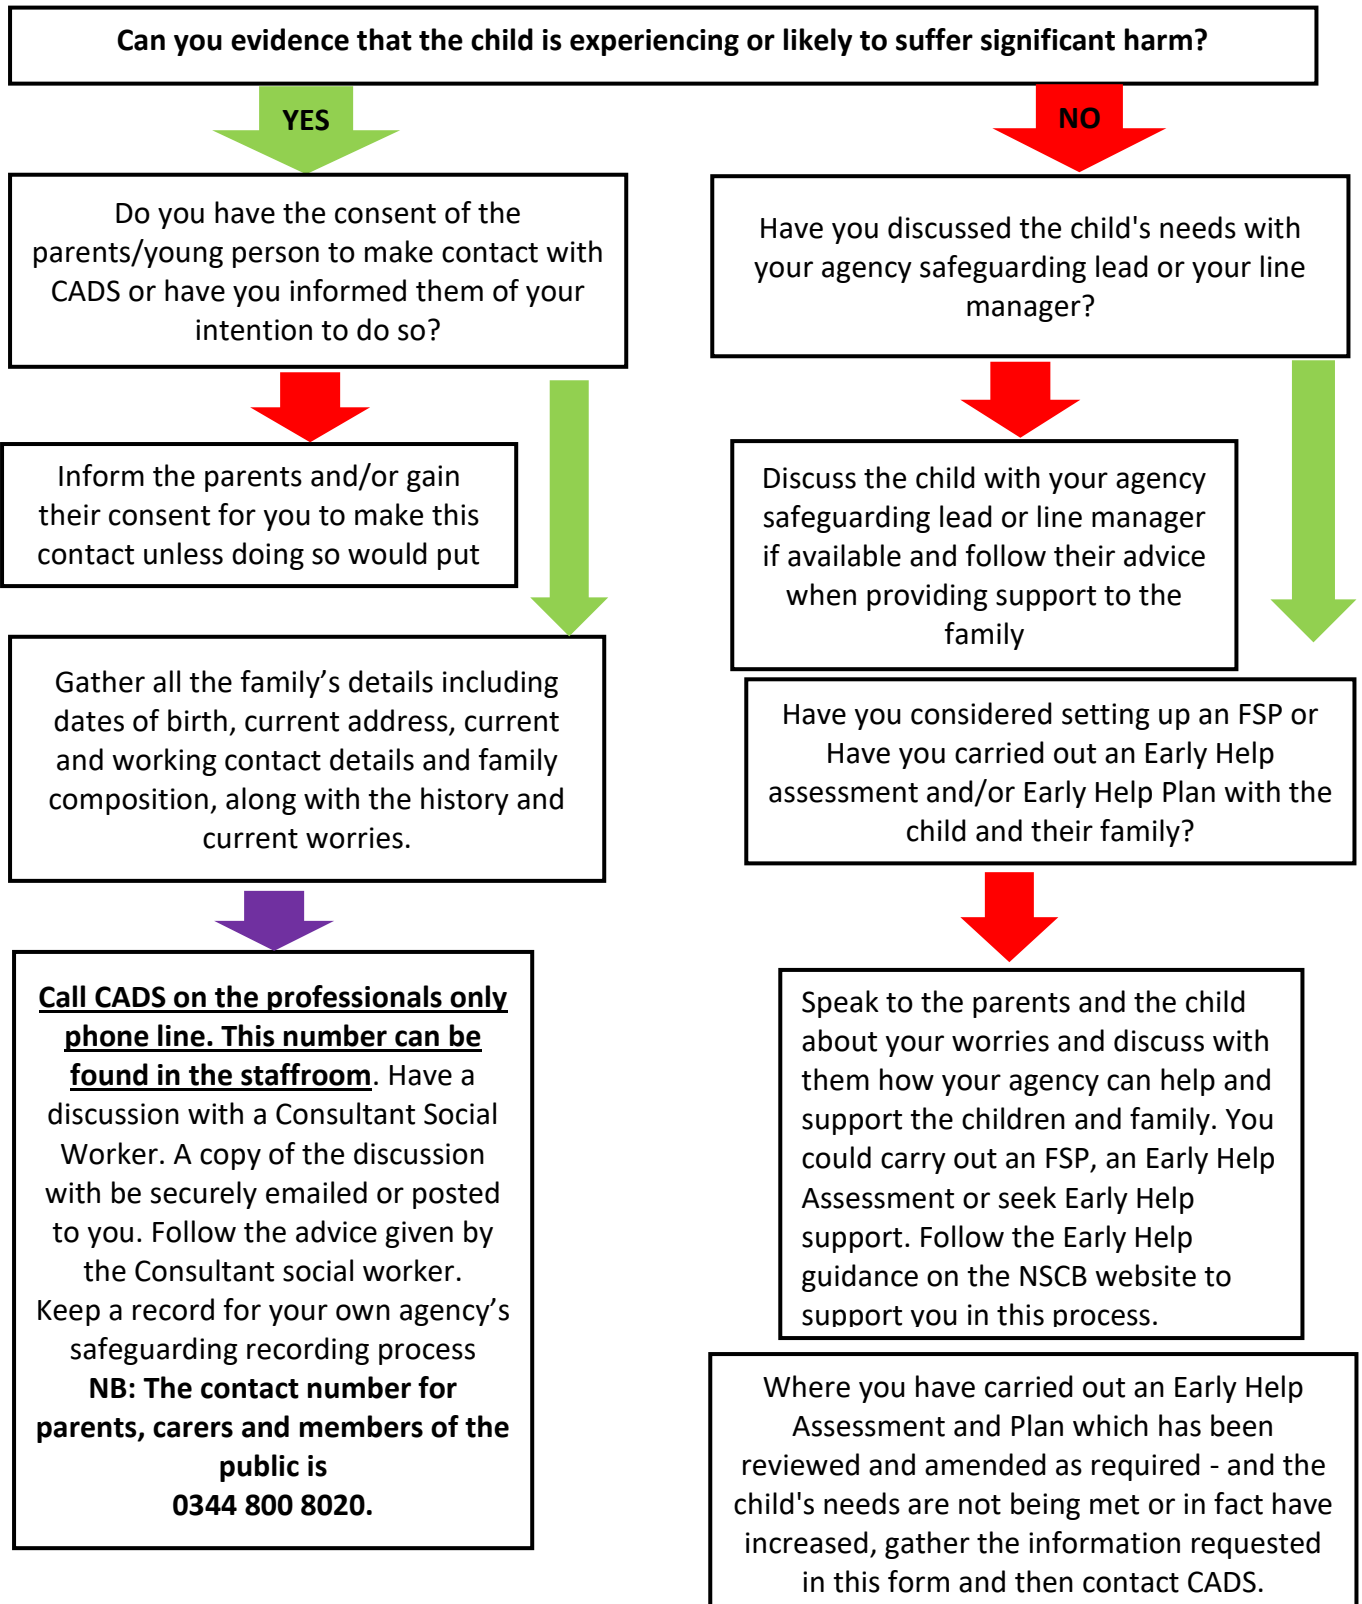 Can you evidence that the child is experiencing or likely to suffer significant harm?
YES
NO
Do you have the consent of the
parents/young person to make contact with
CADS or have you informed them of your
intention to do so?
Inform the parents and/or gain
their consent for you to make this
contact unless doing so would put
Gather all the family’s details including
dates of birth, current address, current
and working contact details and family
composition, along with the history and
current worries.
Call CADS on the professionals only
phone line. This number can be
found in the staffroom. Have a
discussion with a Consultant Social
Worker. A copy of the discussion
with be securely emailed or posted
to you. Follow the advice given by
the Consultant social worker.
Keep a record for your own agency’s
safeguarding recording process
NB: The contact number for
parents, carers and members of the
public is
0344 800 8020.
Have you discussed the child's needs with
your agency safeguarding lead or your line
manager?
Discuss the child with your agency
safeguarding lead or line manager
if available and follow their advice
when providing support to the
family
Have you considered setting up an FSP or
Have you carried out an Early Help
assessment and/or Early Help Plan with the
child and their family?
Speak to the parents and the child
about your worries and discuss with
them how your agency can help and
support the children and family. You
could carry out an FSP, an Early Help
Assessment or seek Early Help
support. Follow the Early Help
guidance on the NSCB website to
support you in this process.
Where you have carried out an Early Help
Assessment and Plan which has been
reviewed and amended as required - and the
child's needs are not being met or in fact have
increased, gather the information requested
in this form and then contact CADS.